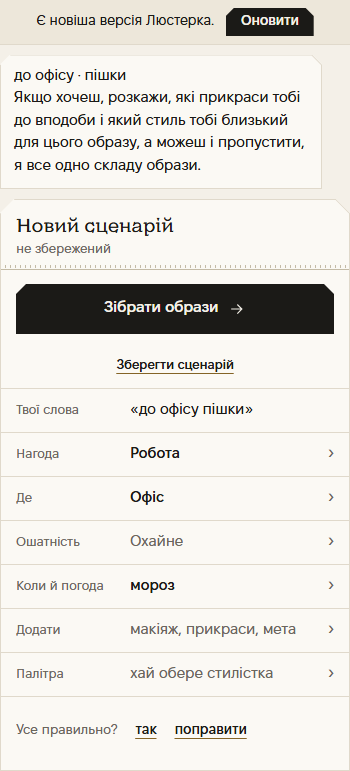 Є новіша версія Люстерка. Оновити
до офісу · пішки
Якщо хочеш, розкажи, які прикраси тобі
до вподоби і який стиль тобі близький
для цього образу, а можеш і пропустити,
я все одно складу образи.
Новий сценарій
не збережений
Зібрати образи →
Зберегти сценарій
Твої слова «до офісу пішки»
Нагода Робота ›
Де Офіс ›
Ошатність Охайне ›
Коли й погода мороз ›
Додати макіяж, прикраси, мета ›
Палітра хай обере стилістка ›
Усе правильно? так поправити